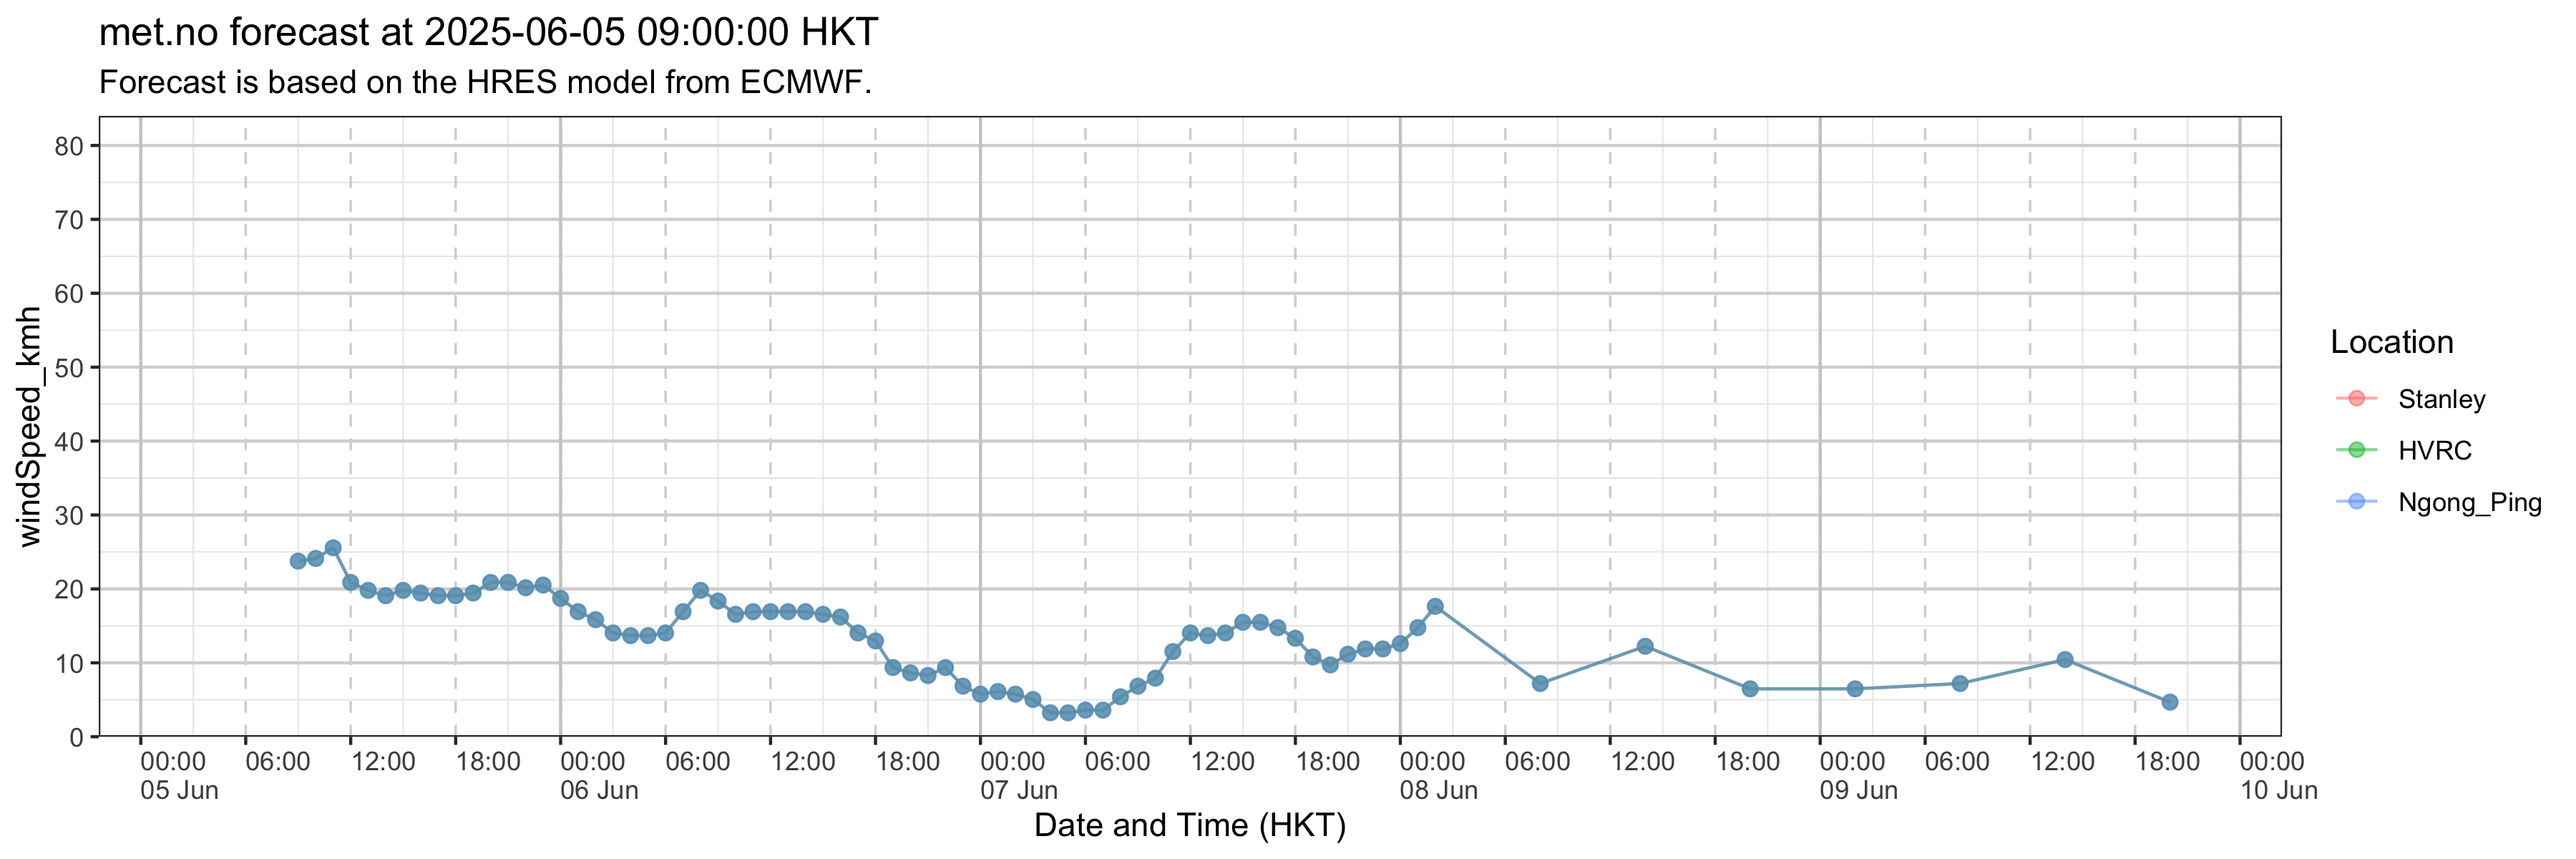 met.no forecast at 2025-06-05 09:00:00 HKT
Forecast is based on the HRES model from ECMWF.
windSpeed_kmh
80
70
60
50
40
30
20
10
0
00:00 06:00 12:00 18:00 00:00 06:00 12:00 18:00 00:00 06:00 12:00 18:00 00:00 06:00 12:00 18:00 00:00 06:00 12:00 18:00 00:00
05 Jun 06 Jun 07 Jun 08 Jun 09 Jun 10 Jun
Date and Time (HKT)
Location
Stanley
HVRC
Ngong_Ping